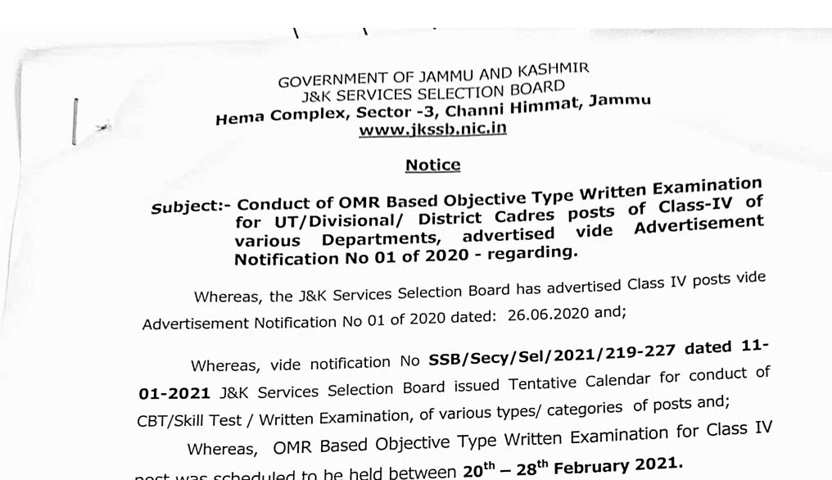 GOVERNMENT OF JAMMU AND KASHMIR
J&K SERVICES SELECTION BOARD
Hema Complex, Sector -3, Channi Himmat, Jammu
www.jkssb.nic.in
Notice
Subject:- Conduct of OMR Based Objective Type Written Examination
for UT/Divisional/ District Cadres posts of Class-IV of
various Departments, advertised vide Advertisement
Notification No 01 of 2020 - regarding.
Whereas, the J&K Services Selection Board has advertised Class IV posts vide
Advertisement Notification No 01 of 2020 dated: 26.06.2020 and;
Whereas, vide notification No SSB/Secy/Sel/2021/219-227 dated 11-
01-2021 J&K Services Selection Board issued Tentative Calendar for conduct of
CBT/Skill Test / Written Examination, of various types/ categories of posts and;
Whereas, OMR Based Objective Type Written Examination for Class IV
post was scheduled to be held between 20th – 28th February 2021.